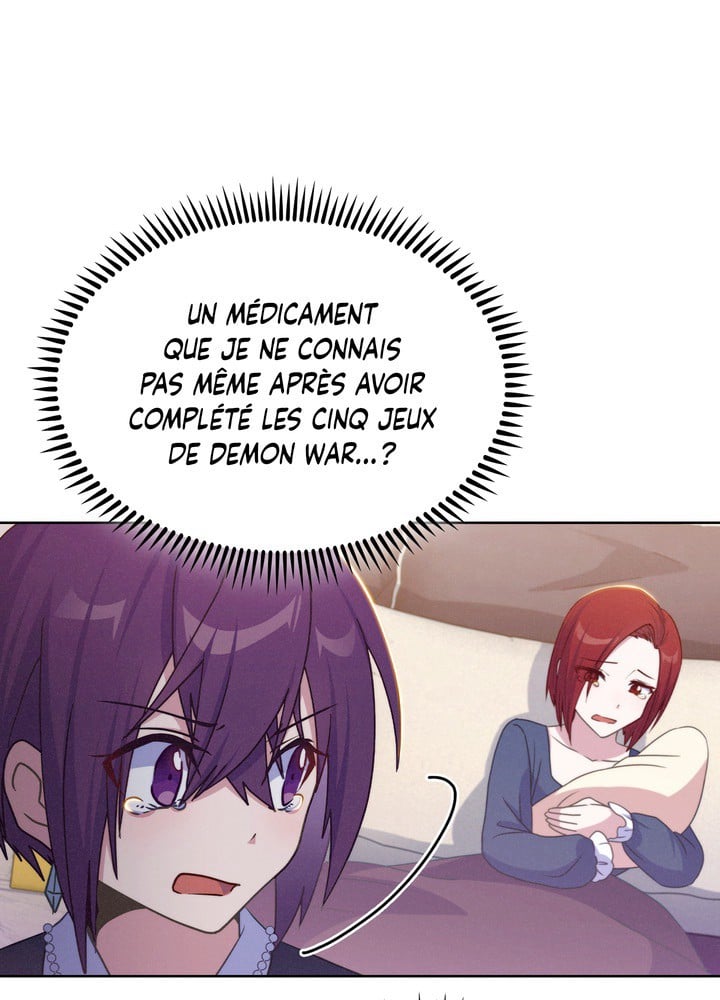 UN MÉDICAMENT
QUE JE NE CONNAIS
PAS MÊME APRÈS AVOIR
COMPLÉTÉ LES CINQ JEUX
DE DEMON WAR...?